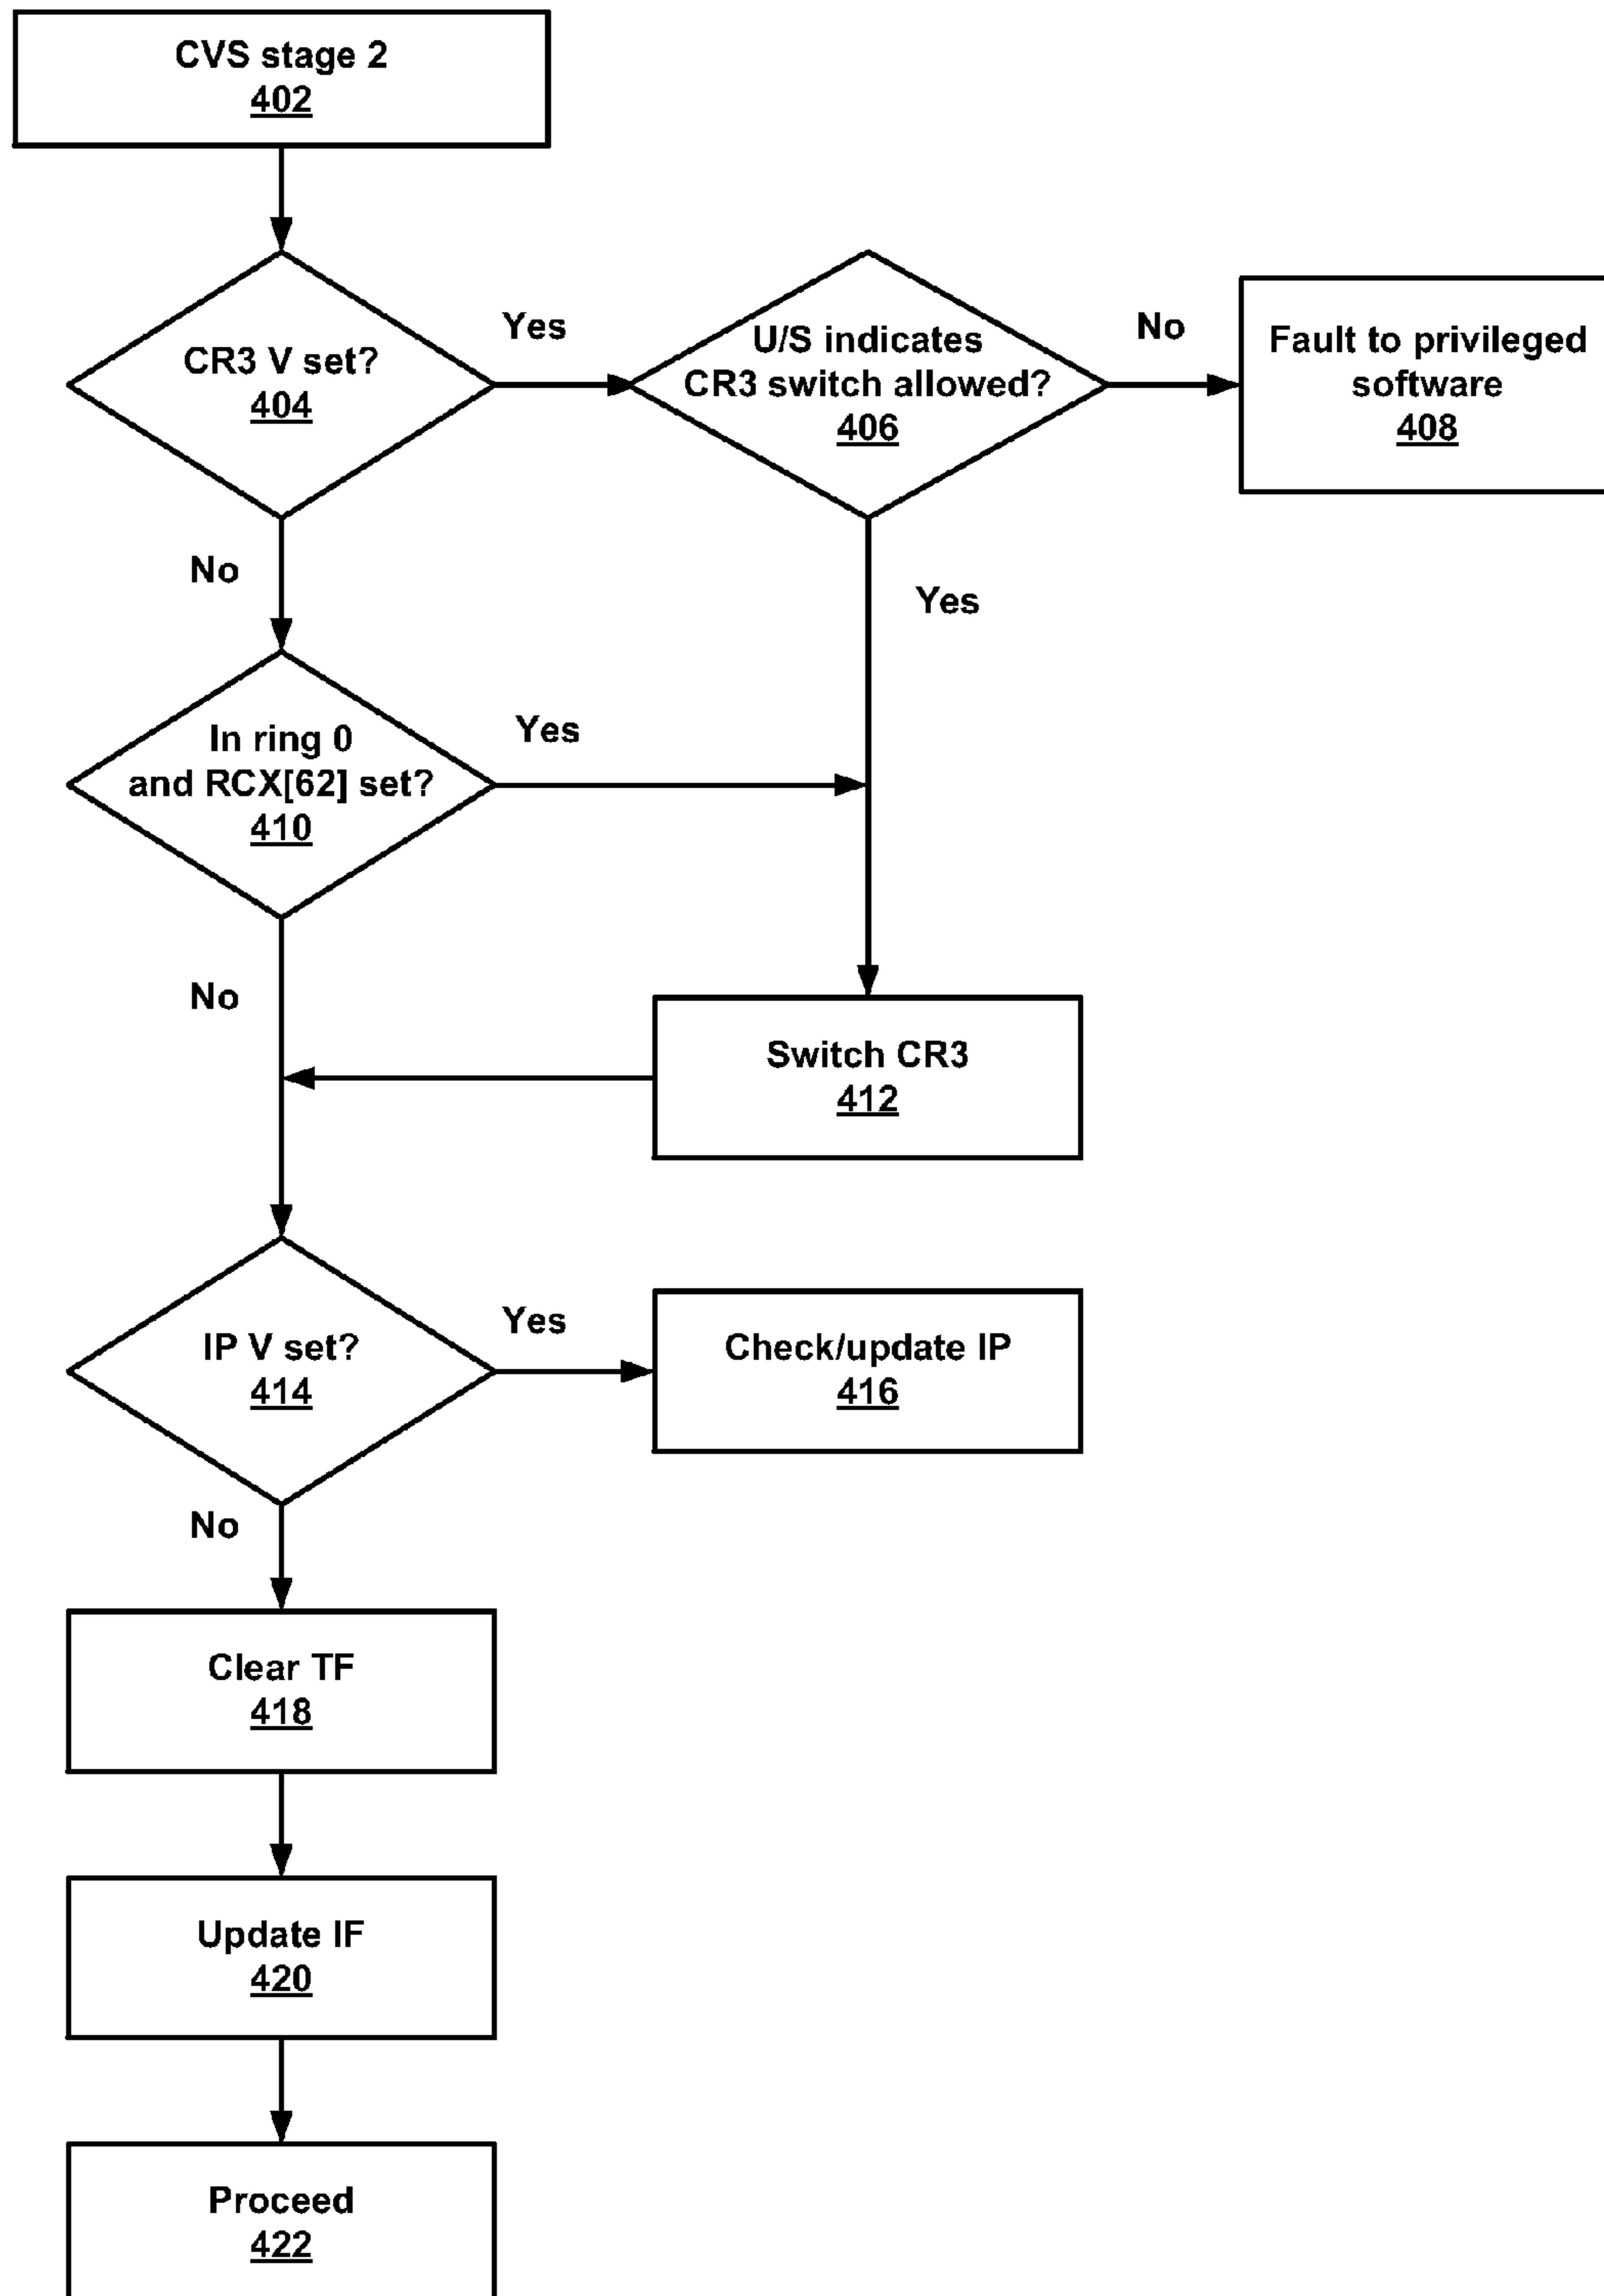 CVS stage 2
402
CR3 V set?
404
Yes
U/S indicates
CR3 switch allowed?
406
No
Fault to privileged
software
408
No
Yes
In ring 0
and RCX[62] set?
410
Yes
No
Switch CR3
412
IP V set?
414
Yes
Check/update IP
416
No
Clear TF
418
Update IF
420
Proceed
422